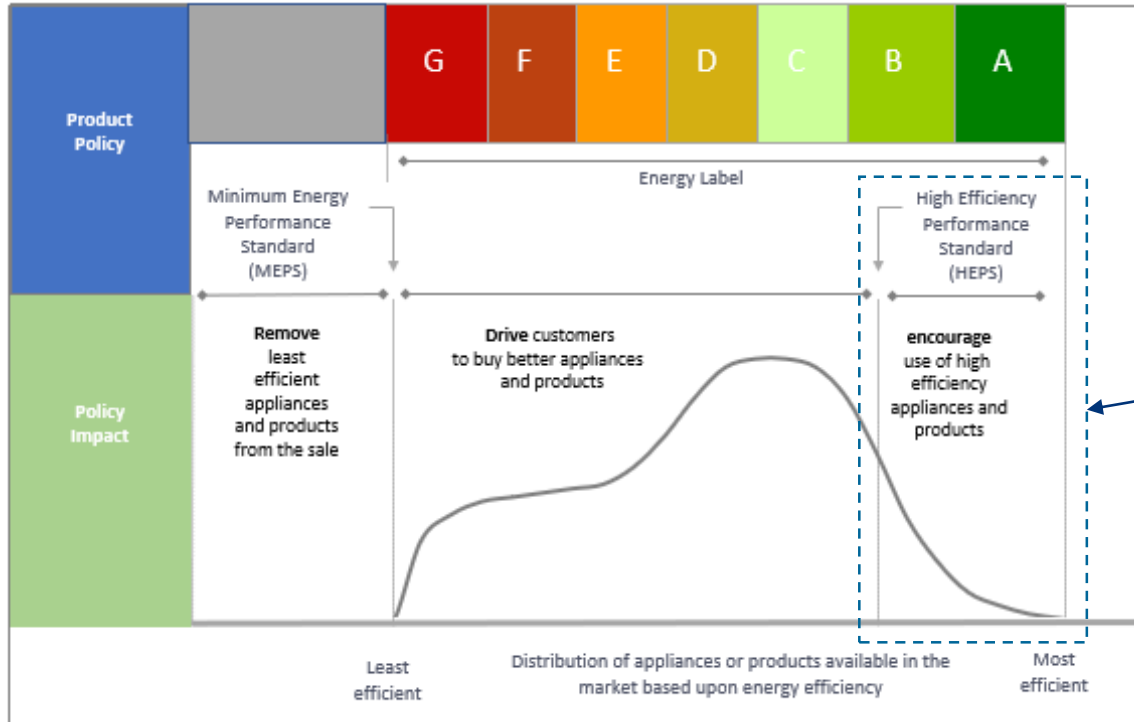 G F E D C B A
Product
Policy
Energy Label
Minimum Energy
Performance
Standard
(MEPS)
High Efficiency
Performance
Standard
(HEPS)
Policy
Impact
Remove
least
efficient
appliances
and products
from the sale
Drive customers
to buy better appliances
and products
encourage
use of high
efficiency
appliances and
products
Least
efficient
Distribution of appliances or products available in the
market based upon energy efficiency
Most
efficient